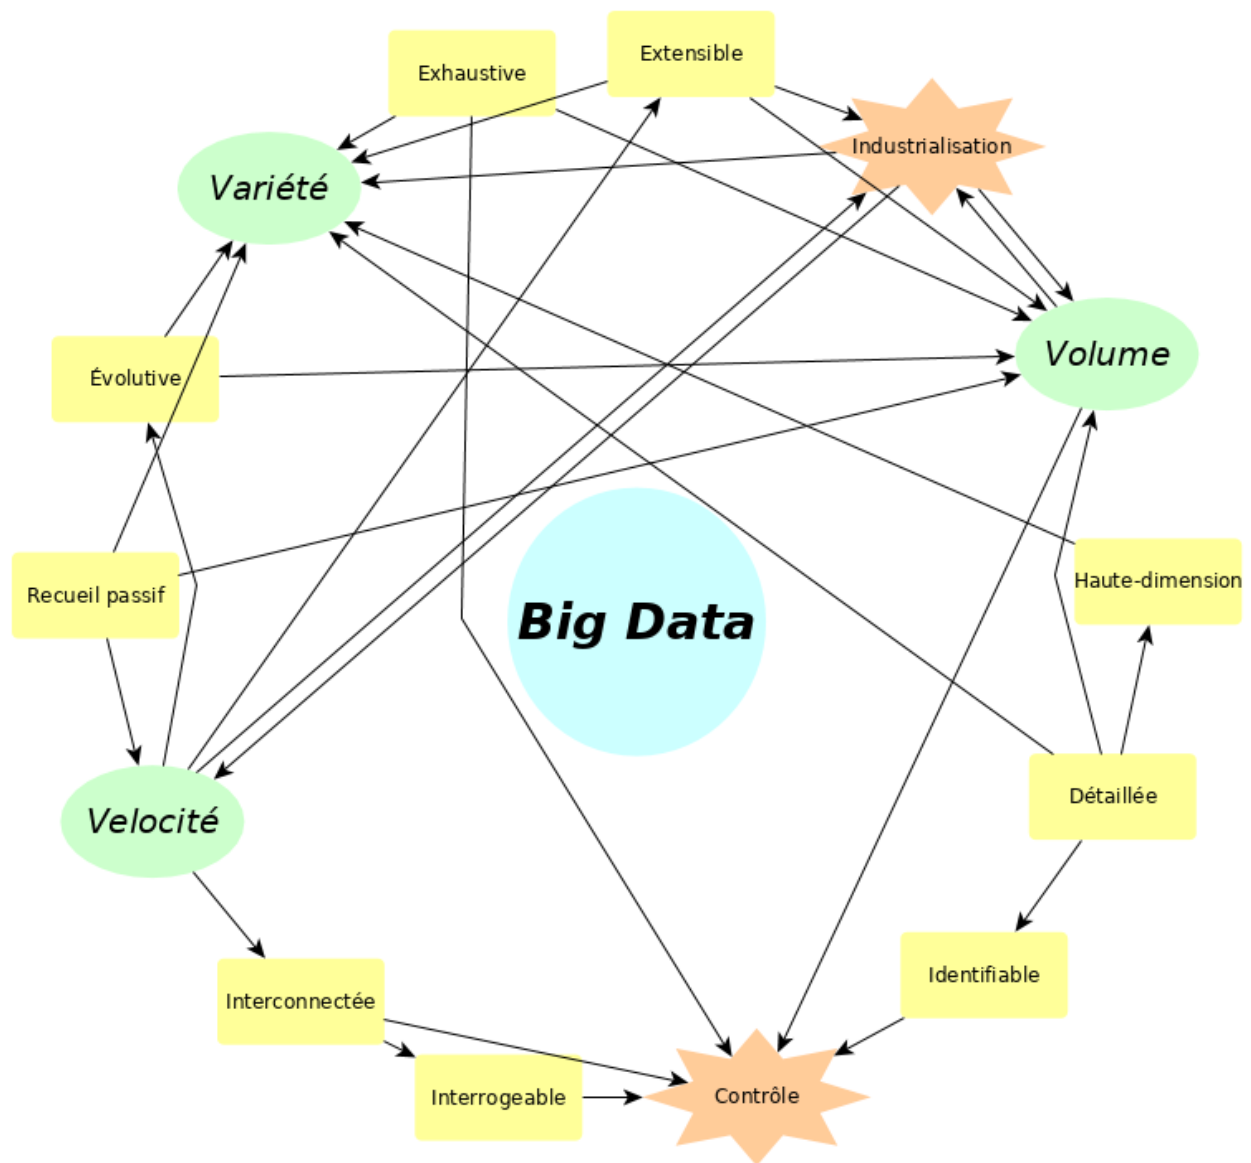 Extensible
Exhaustive
Industrialisation
Variété
Volume
Évolutive
Haute-dimension
Recueil passif
Big Data
Détaillée
Velocité
Identifiable
Interconnectée
Interrogeable
Contrôle